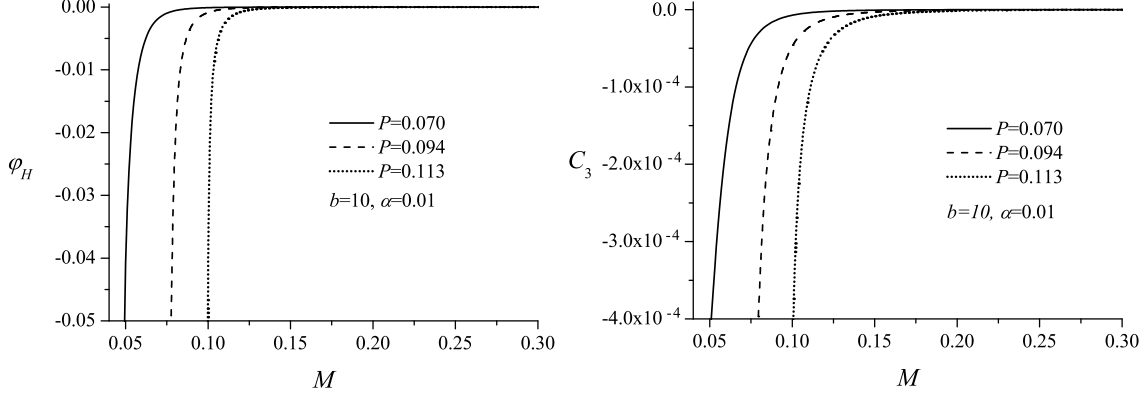 0.00
-0.01
-0.02
-0.03
-0.04
-0.05
φH
P=0.070
P=0.094
P=0.113
b=10, α=0.01
0.05 0.10 0.15 0.20 0.25 0.30
M
0.0
-1.0x10-4
-2.0x10-4
-3.0x10-4
-4.0x10-4
C3
P=0.070
P=0.094
P=0.113
b=10, α=0.01
0.05 0.10 0.15 0.20 0.25 0.30
M